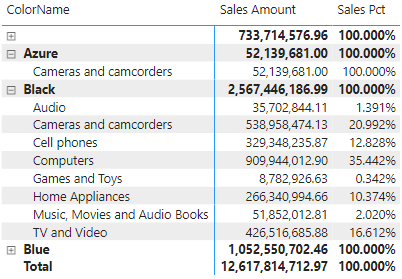 ColorName Sales Amount Sales Pct
733,714,576.96 100.000%
Azure 52,139,681.00 100.000%
Cameras and camcorders 52,139,681.00 100.000%
Black 2,567,446,186.99 100.000%
Audio 35,702,844.11 1.391%
Cameras and camcorders 538,958,474.13 20.992%
Cell phones 329,348,235.87 12.828%
Computers 909,944,012.90 35.442%
Games and Toys 8,782,926.63 0.342%
Home Appliances 266,340,994.66 10.374%
Music, Movies and Audio Books 51,852,012.81 2.020%
TV and Video 426,516,685.88 16.612%
Blue 1,052,550,702.46 100.000%
Total 12,617,814,712.97 100.000%